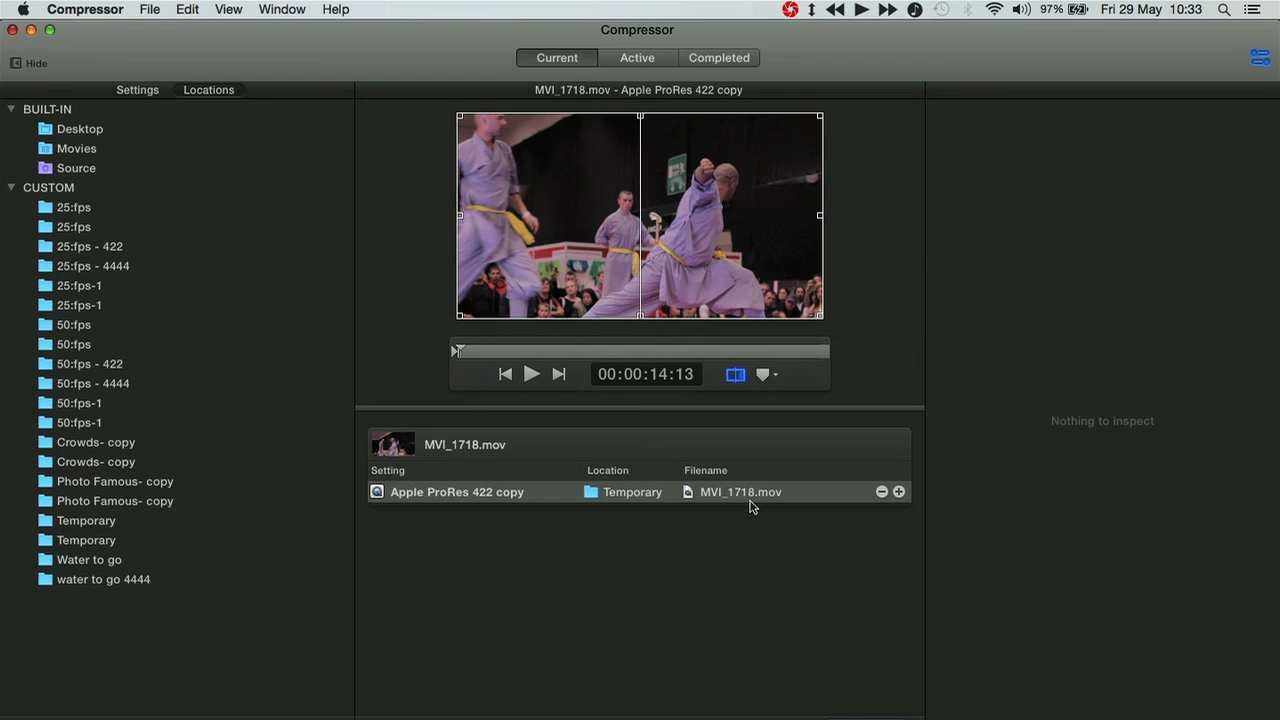 Compressor File Edit View Window Help 97% Fri 29 May 10:33
Compressor
Hide Current Active Completed
Settings Locations MVI_1718.mov - Apple ProRes 422 copy
BUILT-IN
Desktop
Movies
Source
CUSTOM
25:fps
25:fps
25:fps - 422
25:fps - 4444
25:fps-1
25:fps-1
50:fps
50:fps
50:fps - 422
50:fps - 4444
50:fps-1
50:fps-1
Crowds- copy
Crowds- copy
Photo Famous- copy
Photo Famous- copy
Temporary
Temporary
Water to go
water to go 4444
00:00:14:13
MVI_1718.mov
Setting Location Filename
Apple ProRes 422 copy Temporary MVI_1718.mov
Nothing to inspect